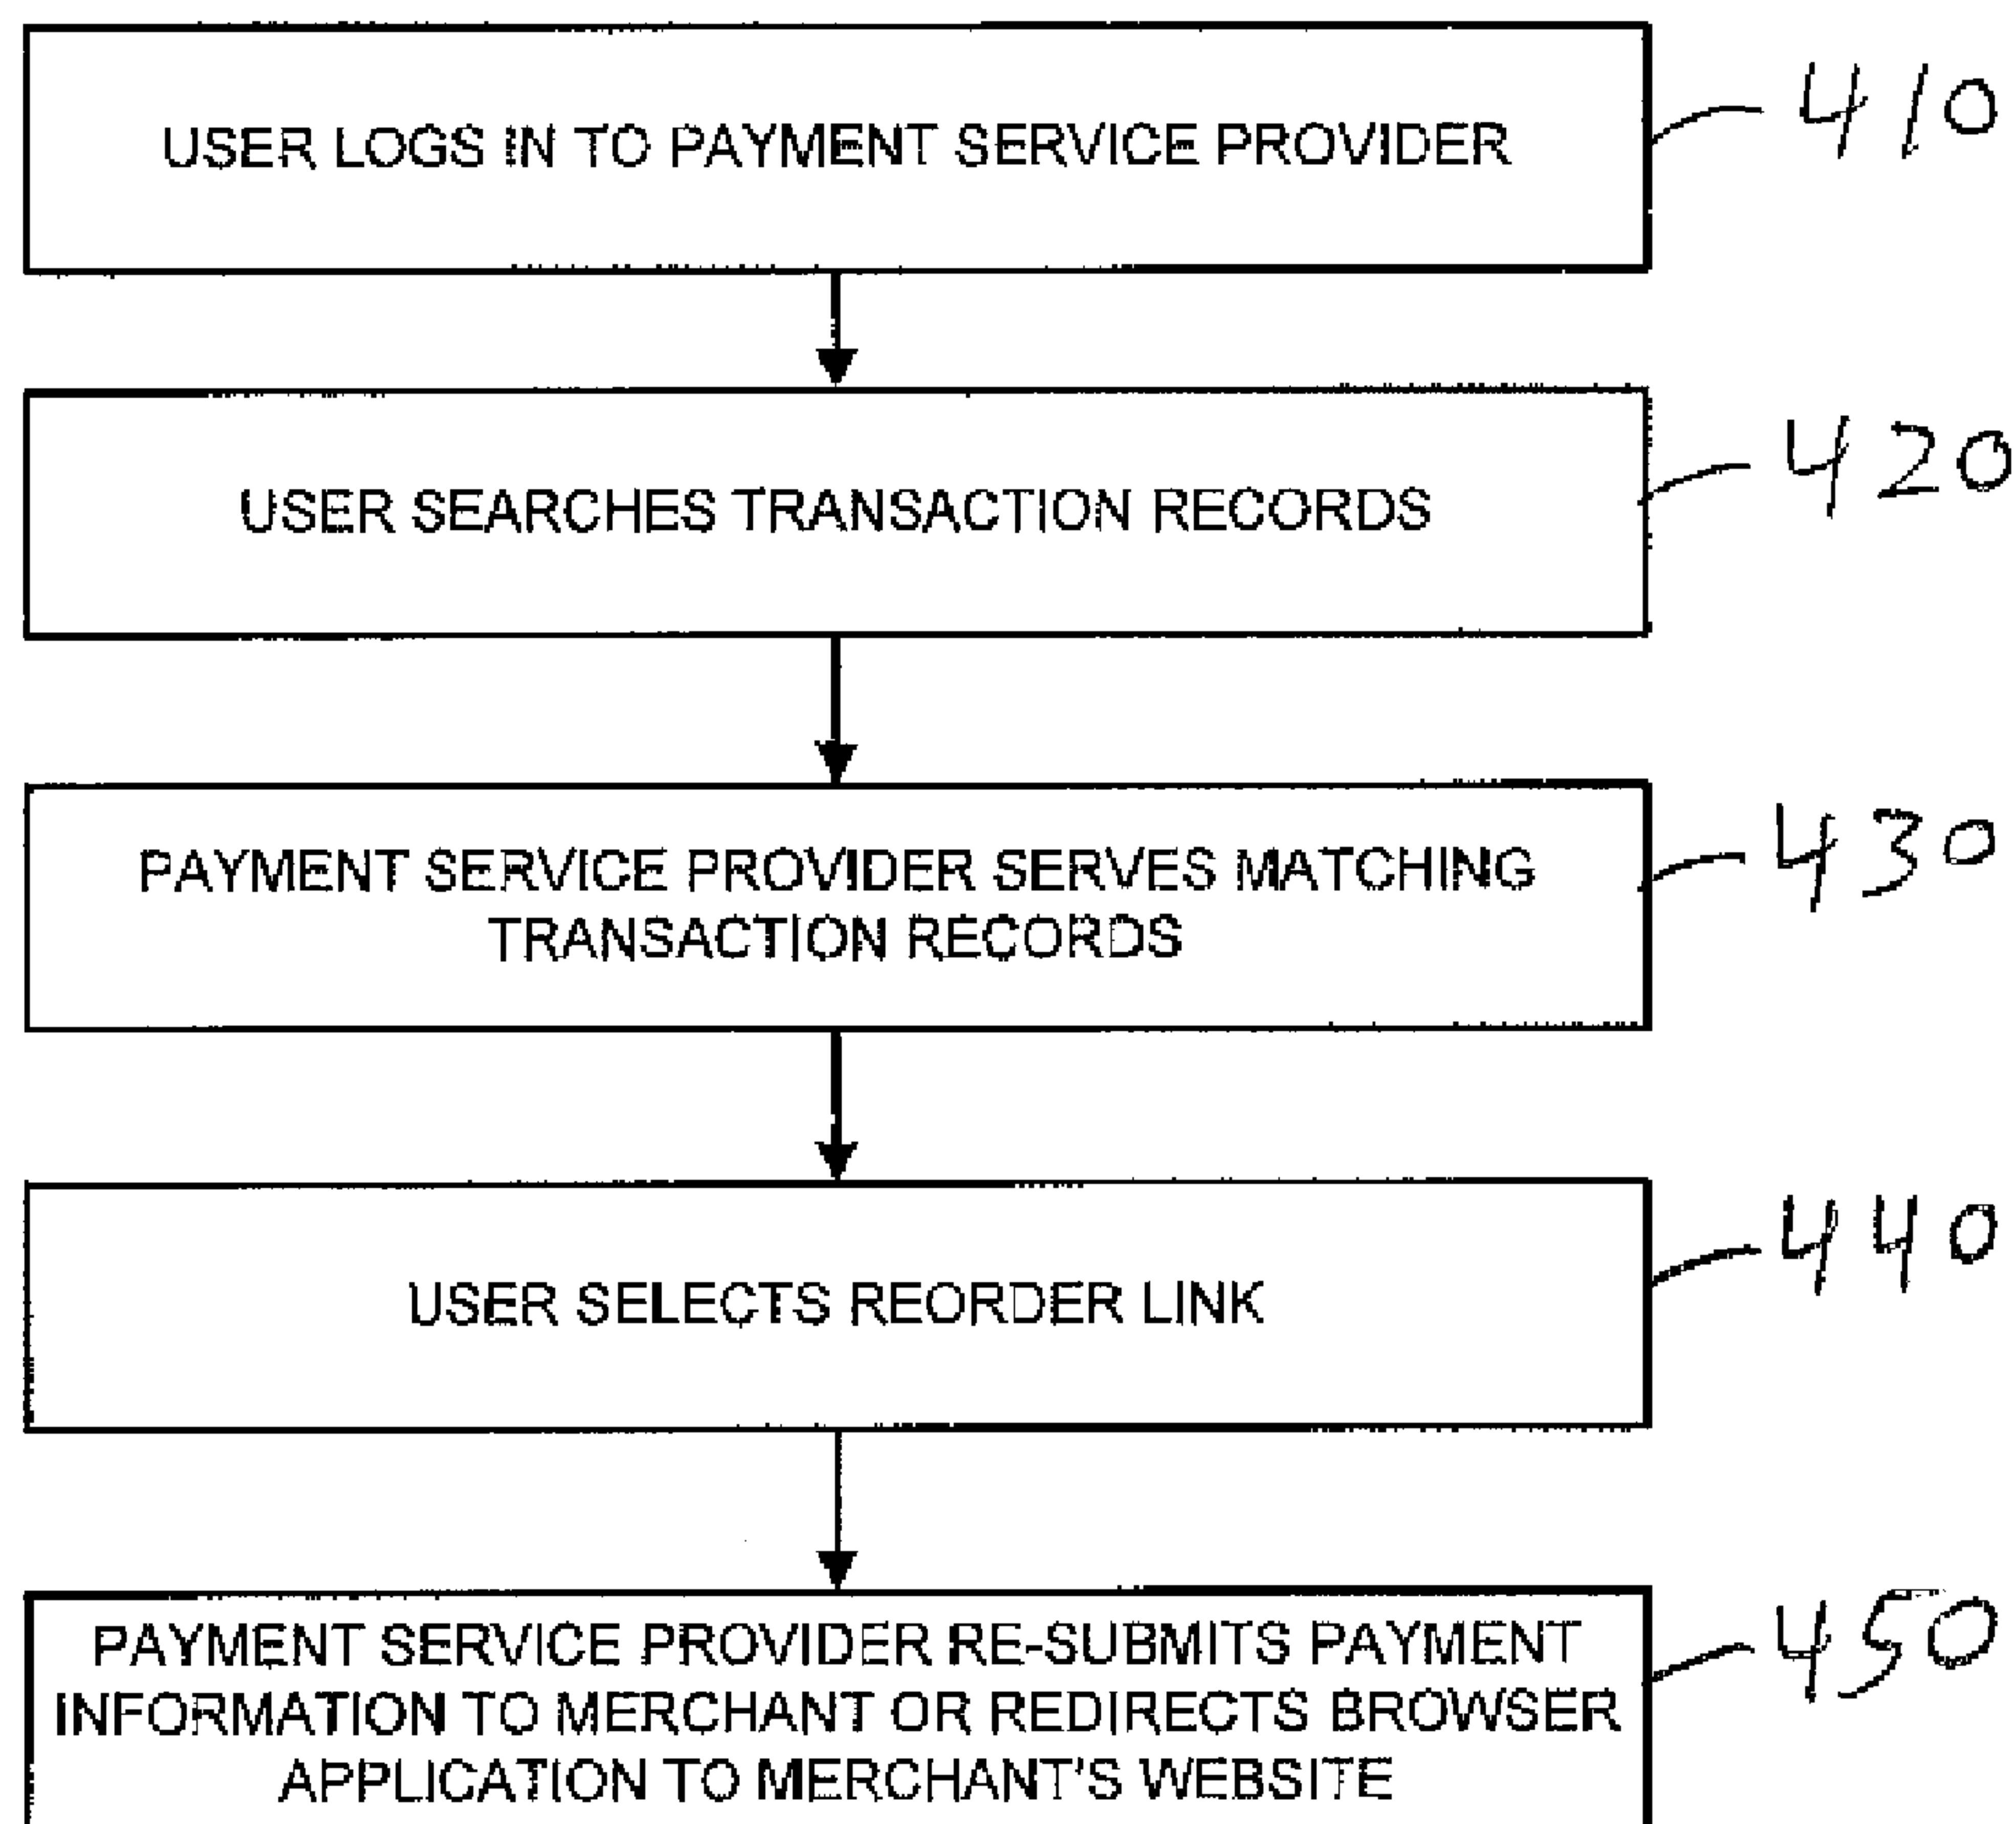 USER LOGS IN TO PAYMENT SERVICE PROVIDER
410
USER SEARCHES TRANSACTION RECORDS
420
PAYMENT SERVICE PROVIDER SERVES MATCHING
TRANSACTION RECORDS
430
USER SELECTS REORDER LINK
440
PAYMENT SERVICE PROVIDER RE-SUBMITS PAYMENT
INFORMATION TO MERCHANT OR REDIRECTS BROWSER
APPLICATION TO MERCHANT'S WEBSITE
450